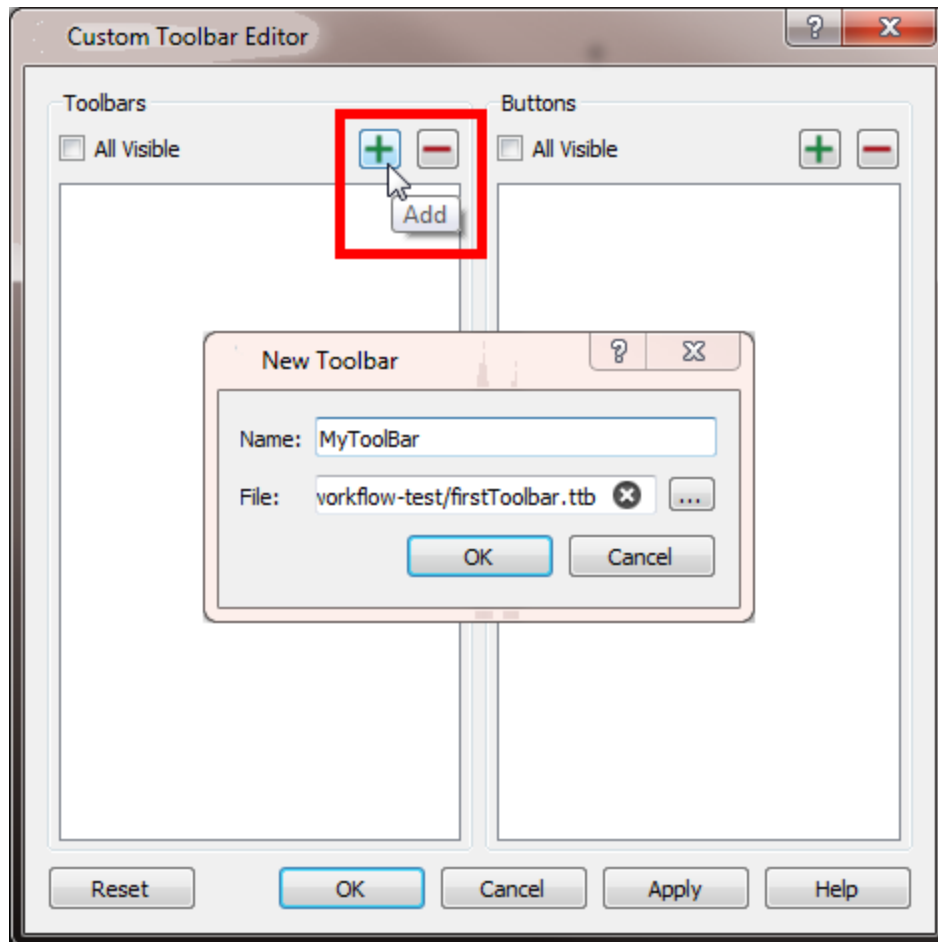 Custom Toolbar Editor
Toolbars
Buttons
All Visible
All Visible
Add
New Toolbar
Name: MyToolBar
File: workflow-test/firstToolbar.ttb ...
OK Cancel
Reset OK Cancel Apply Help